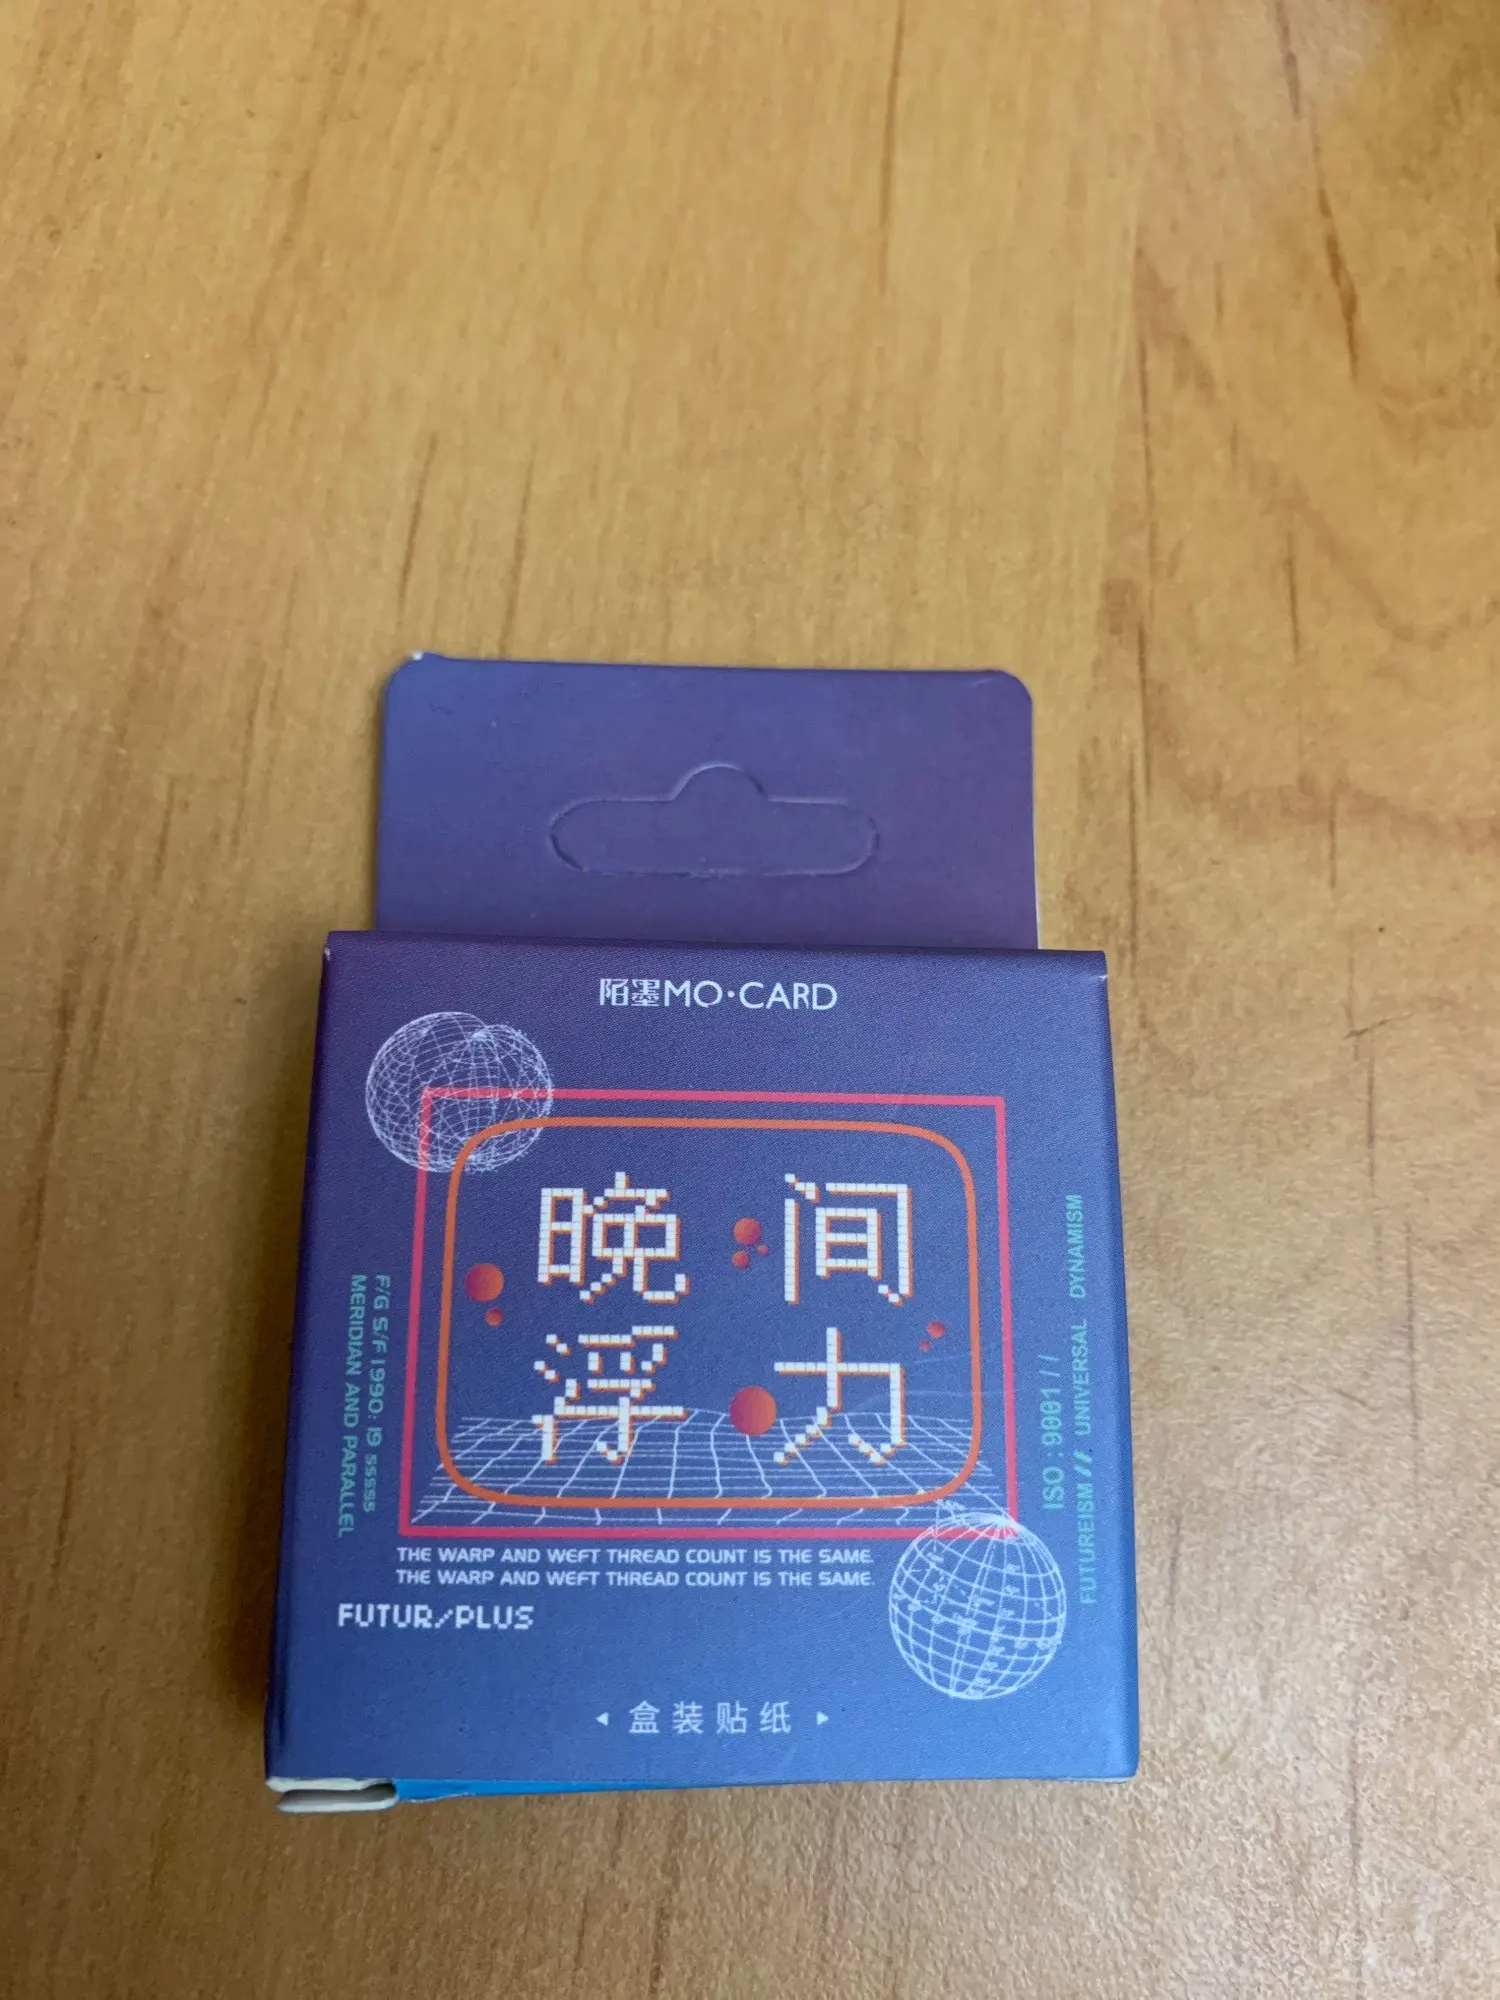 陌墨MO·CARD
晚间
浮力
F/G S/F 1990: 19 sssss
MERIDIAN AND PARALLEL
ISO : 9001 //
FUTUREISM // UNIVERSAL DYNAMISM
THE WARP AND WEFT THREAD COUNT IS THE SAME.
THE WARP AND WEFT THREAD COUNT IS THE SAME.
FUTUR/PLUS
盒装贴纸